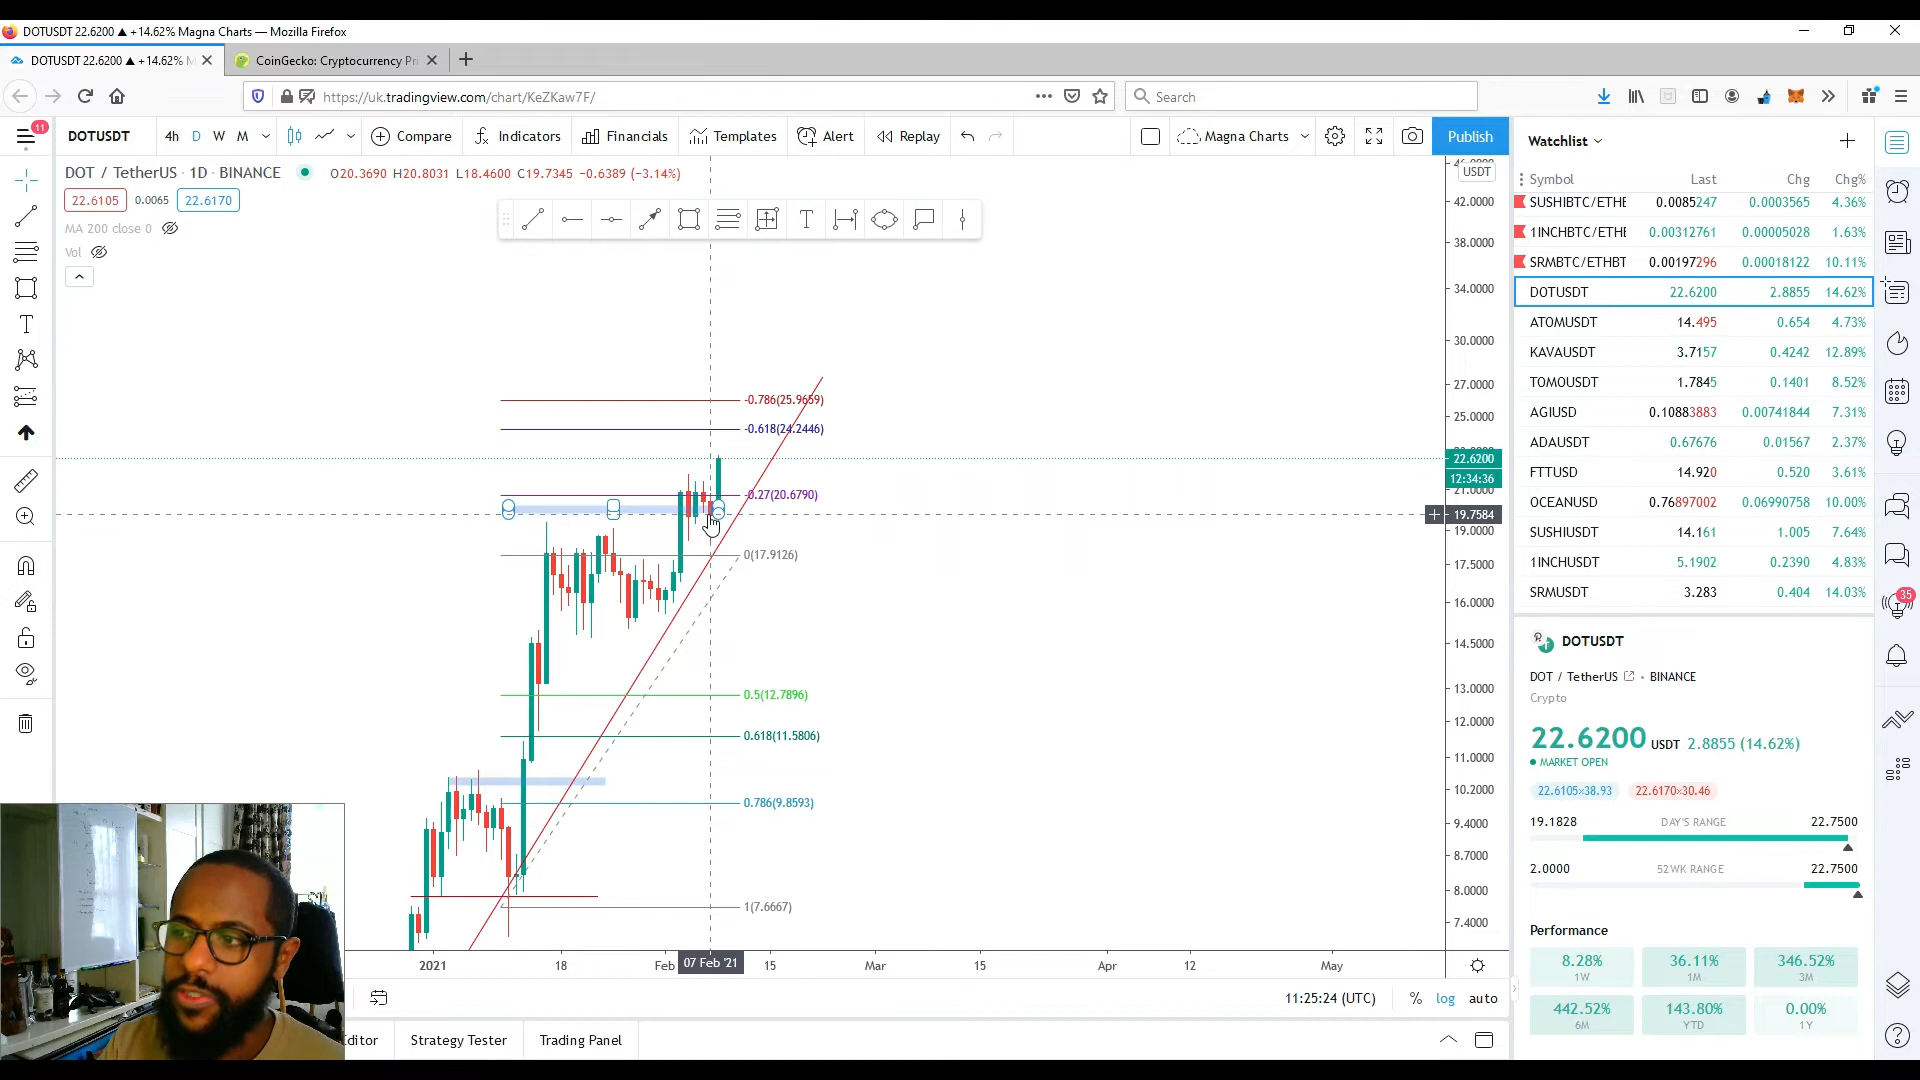 DOTUSDT 22.6200 ▲ +14.62% Magna Charts — Mozilla Firefox
DOTUSDT 22.6200 ▲ +14.62% M
CoinGecko: Cryptocurrency Pri
https://uk.tradingview.com/chart/KeZKaw7F/
Search
11
DOTUSDT
4h
D
W
M
Compare
Indicators
Financials
Templates
Alert
Replay
Magna Charts
Publish
DOT / TetherUS · 1D · BINANCE
O20.3690 H20.8031 L18.4600 C19.7345 −0.6389 (−3.14%)
22.6105
0.0065
22.6170
MA 200 close 0
Vol
USDT
42.0000
38.0000
34.0000
30.0000
27.0000
25.0000
22.6200
12:34:36
21.0000
19.7584
19.0000
17.5000
16.0000
14.5000
13.0000
12.0000
11.0000
10.2000
9.4000
8.7000
8.0000
7.4000
-0.786(25.9659)
-0.618(24.2446)
-0.27(20.6790)
0(17.9126)
0.5(12.7896)
0.618(11.5806)
0.786(9.8593)
1(7.6667)
2021
18
Feb
07 Feb '21
15
Mar
15
Apr
12
May
11:25:24 (UTC)
%
log
auto
ditor
Strategy Tester
Trading Panel
Watchlist
Symbol Last Chg Chg%
SUSHIBTC/ETHE 0.0085247 0.0003565 4.36%
1INCHBTC/ETHE 0.00312761 0.00005028 1.63%
SRMBTC/ETHBT 0.00197296 0.00018122 10.11%
DOTUSDT 22.6200 2.8855 14.62%
ATOMUSDT 14.495 0.654 4.73%
KAVAUSDT 3.7157 0.4242 12.89%
TOMOUSDT 1.7845 0.1401 8.52%
AGIUSD 0.10883883 0.00741844 7.31%
ADAUSDT 0.67676 0.01567 2.37%
FTTUSD 14.920 0.520 3.61%
OCEANUSD 0.76897002 0.06990758 10.00%
SUSHIUSDT 14.161 1.005 7.64%
1INCHUSDT 5.1902 0.2390 4.83%
SRMUSDT 3.283 0.404 14.03%
35
DOTUSDT
DOT / TetherUS • BINANCE
Crypto
22.6200 USDT 2.8855 (14.62%)
MARKET OPEN
22.6105×38.93
22.6170×30.46
19.1828 DAY'S RANGE 22.7500
2.0000 52WK RANGE 22.7500
Performance
8.28% 36.11% 346.52%
1W 1M 3M
442.52% 143.80% 0.00%
6M YTD 1Y